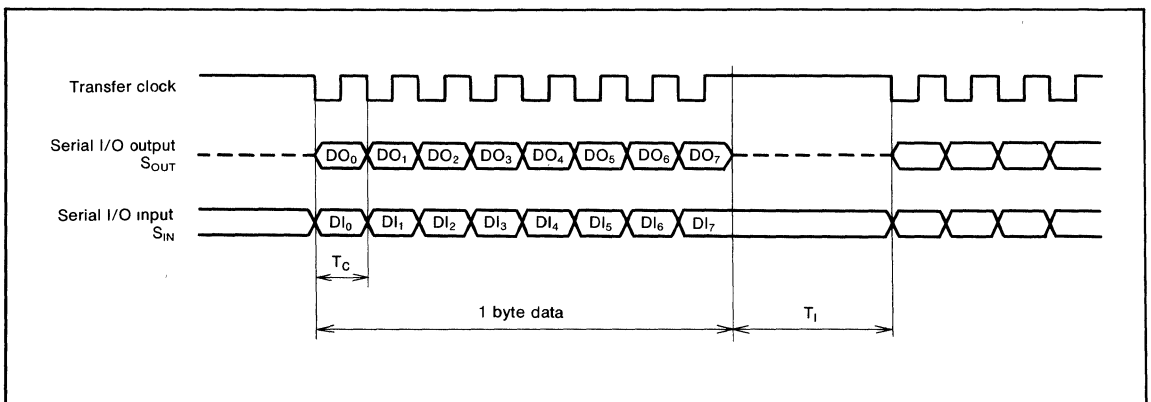 Transfer clock
Serial I/O output
SOUT
DO0 DO1 DO2 DO3 DO4 DO5 DO6 DO7
Serial I/O input
SIN
DI0 DI1 DI2 DI3 DI4 DI5 DI6 DI7
TC
1 byte data
TI